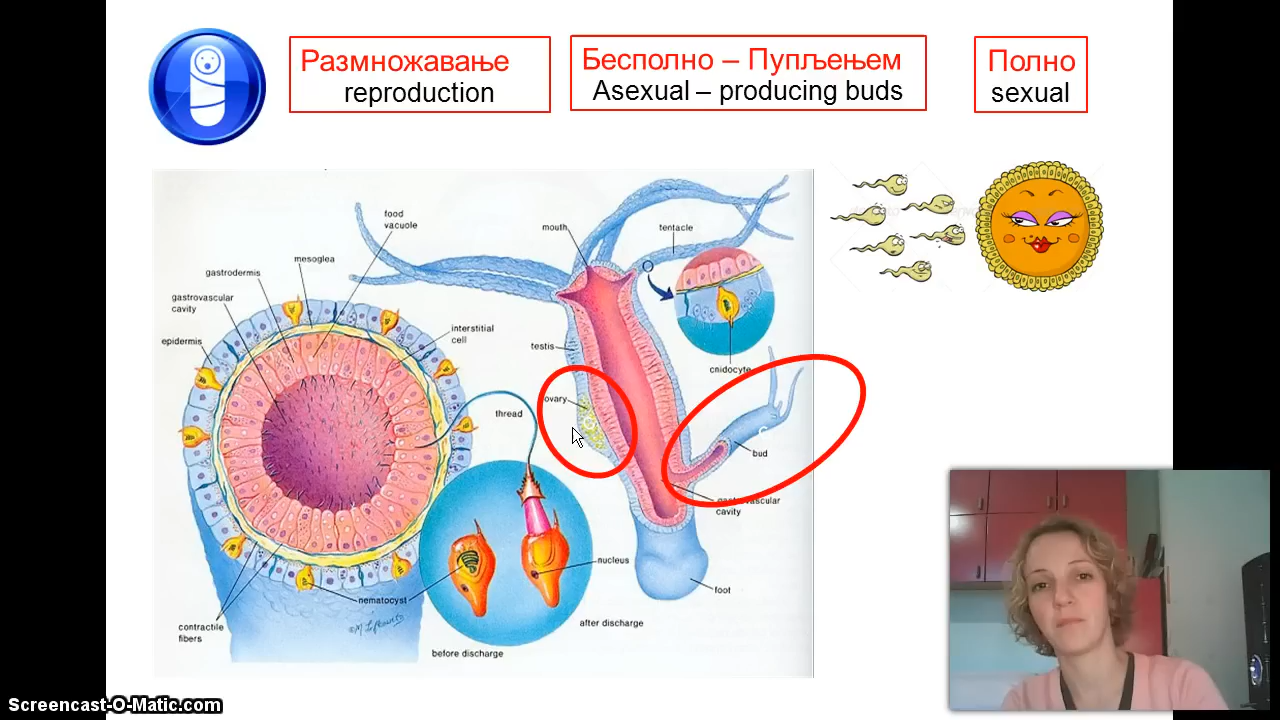 Размножавање
reproduction
Бесполно – Пупљењем
Asexual – producing buds
Полно
sexual
food
vacuole
mesoglea
gastrodermis
gastrovascular
cavity
epidermis
interstitial
cell
thread
contractile
fibers
nematocyst
before discharge
after discharge
nucleus
mouth
tentacle
testis
ovary
cnidocyte
bud
gastrovascular
cavity
foot
Screencast-O-Matic.com